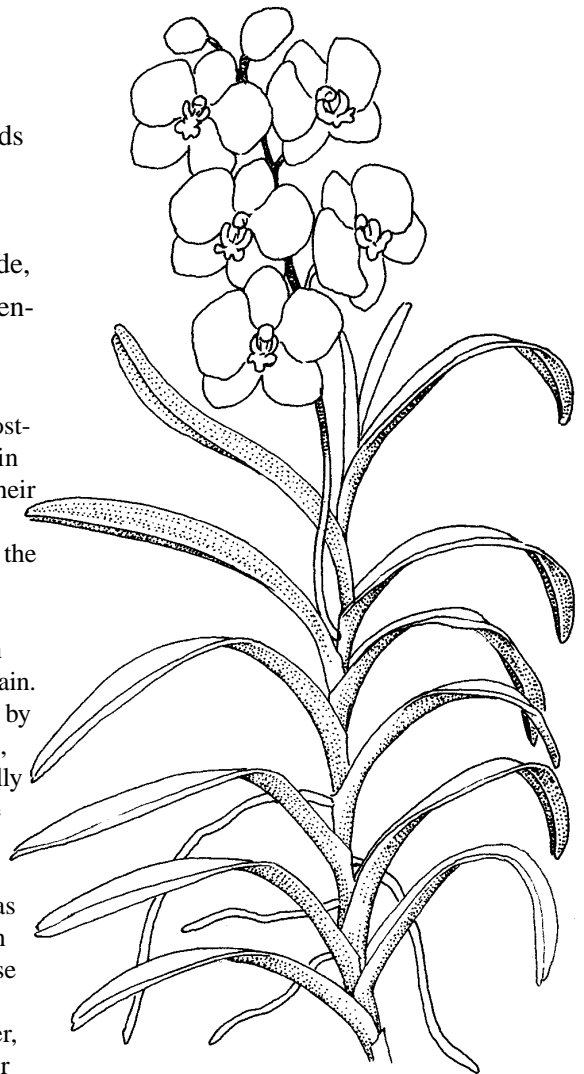 ds
de,
en-
ost-
in
heir
the
ain.
by
,
lly
as
n
se
er,
r